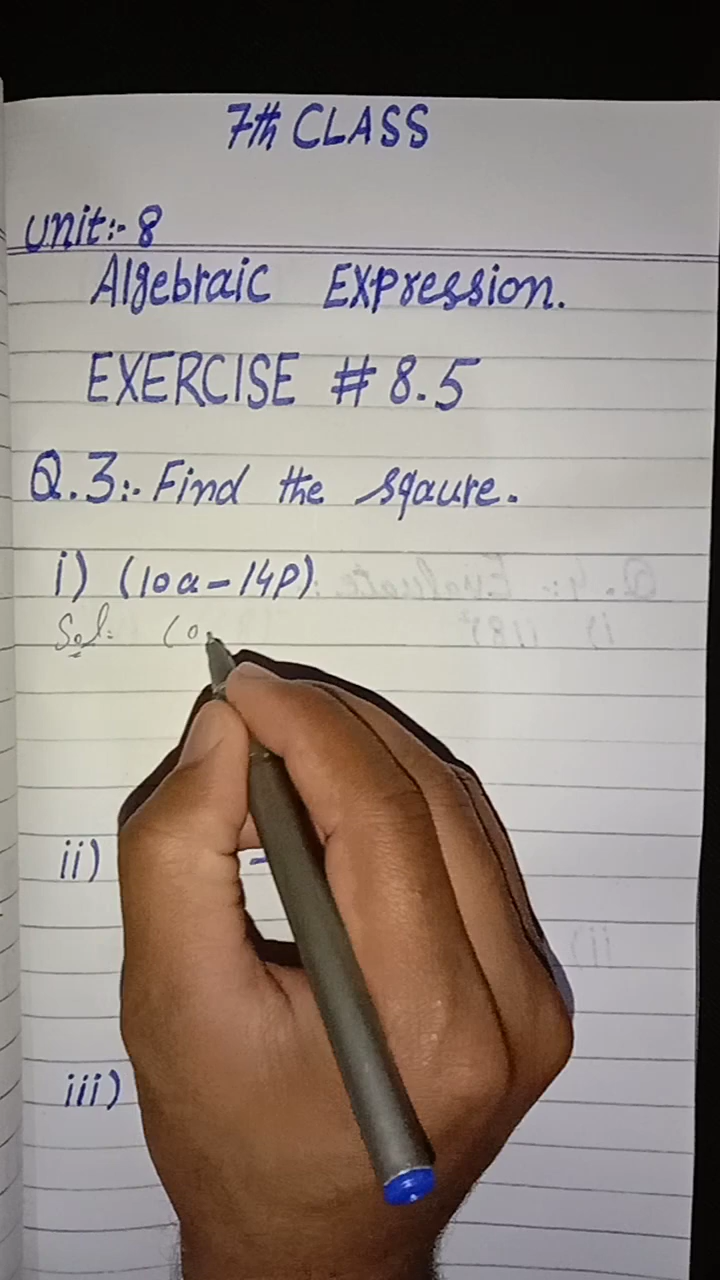 7th CLASS
Unit:- 8
Algebraic Expression.
EXERCISE # 8.5
Q.3:- Find the sqaure.
i) (10a-14p)
Sol:
ii) -
iii)